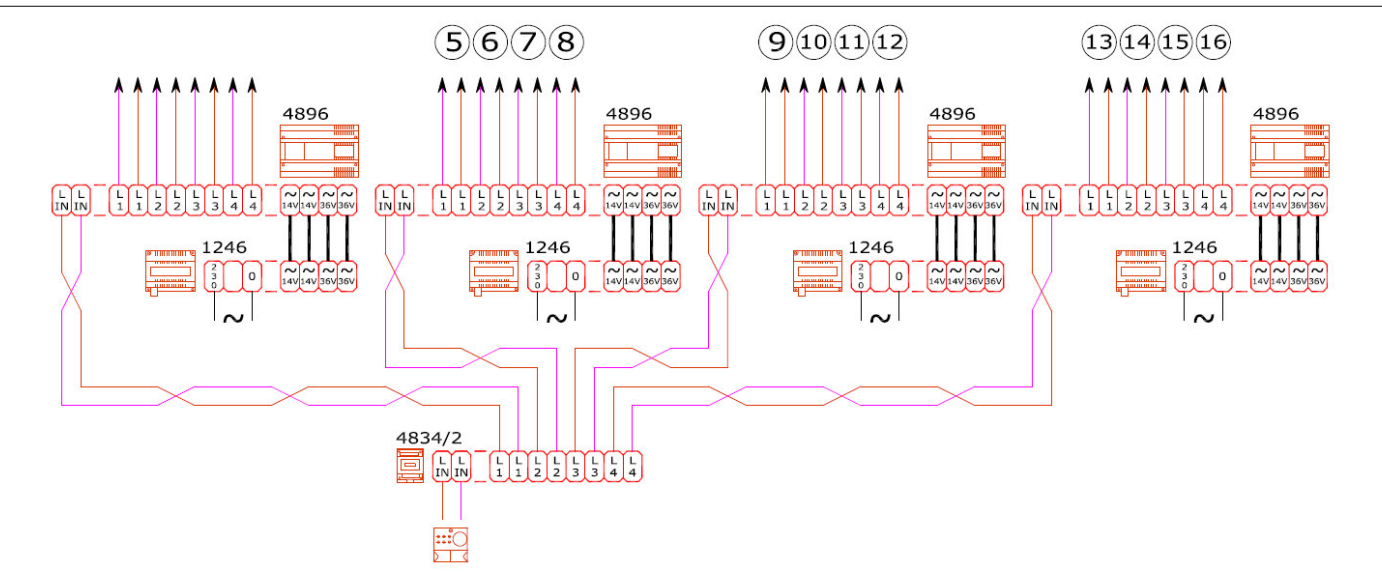 5 6 7 8 9 10 11 12 13 14 15 16
4896 4896 4896 4896
L IN L IN L 1 L 1 L 2 L 2 L 3 L 3 L 4 L 4 ~ 14V ~ 14V ~ 36V ~ 36V L IN L IN L 1 L 1 L 2 L 2 L 3 L 3 L 4 L 4 ~ 14V ~ 14V ~ 36V ~ 36V L IN L IN L 1 L 1 L 2 L 2 L 3 L 3 L 4 L 4 ~ 14V ~ 14V ~ 36V ~ 36V L IN L IN L 1 L 1 L 2 L 2 L 3 L 3 L 4 L 4 ~ 14V ~ 14V ~ 36V ~ 36V
1246 1246 1246 1246
230 0 ~ 14V ~ 14V ~ 36V ~ 36V 230 0 ~ 14V ~ 14V ~ 36V ~ 36V 230 0 ~ 14V ~ 14V ~ 36V ~ 36V 230 0 ~ 14V ~ 14V ~ 36V ~ 36V
~ ~ ~ ~
4834/2
L IN L IN L 1 L 1 L 2 L 2 L 3 L 3 L 4 L 4